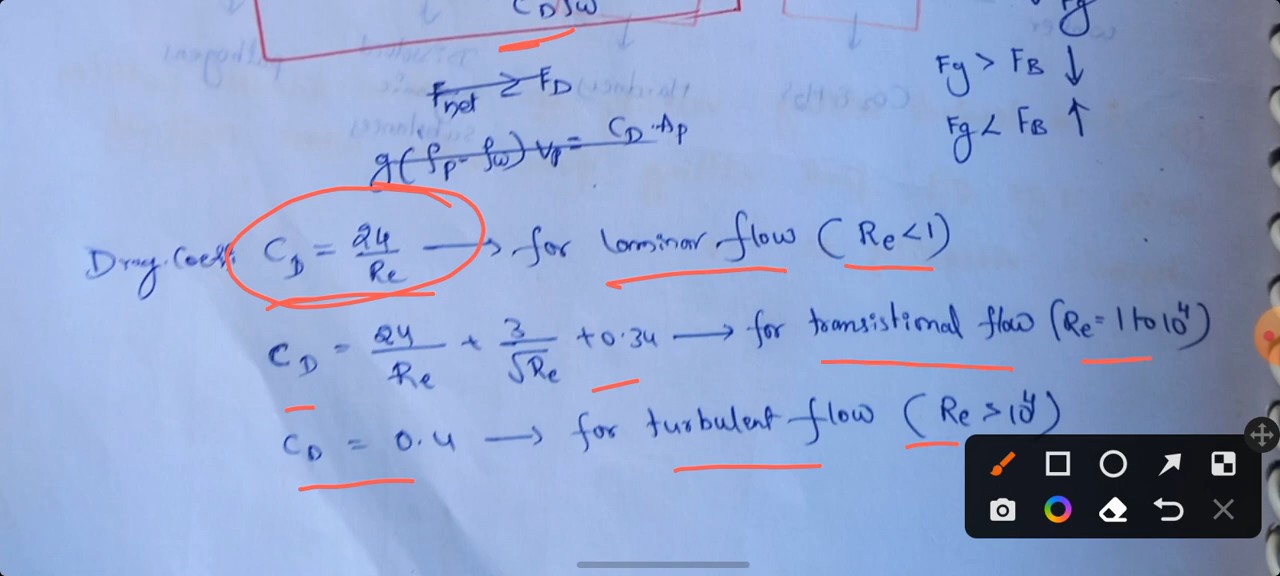 CDSw
Fg
Fnet ≥ FD
Fg > FB ↓
g(ρp - ρw) Vp = CD·Ap
Fg < FB ↑
Drag. Coeff. CD = 24/Re → for laminar flow (Re<1)
CD = 24/Re + 3/√Re + 0.34 → for transistional flow (Re = 1 to 10⁴)
CD = 0.4 → for turbulent flow (Re > 10⁴)